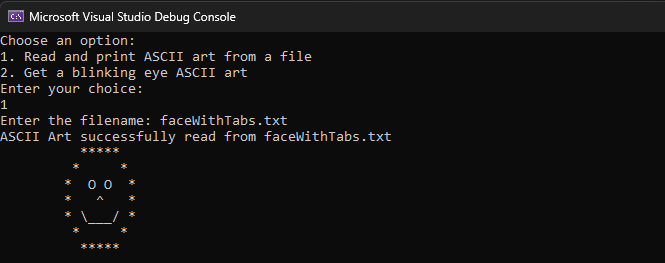 Microsoft Visual Studio Debug Console
Choose an option:
1. Read and print ASCII art from a file
2. Get a blinking eye ASCII art
Enter your choice:
1
Enter the filename: faceWithTabs.txt
ASCII Art successfully read from faceWithTabs.txt
          *****
         *     *
        *  O O  *
        *   ^   *
        * \___/ *
         *     *
          *****